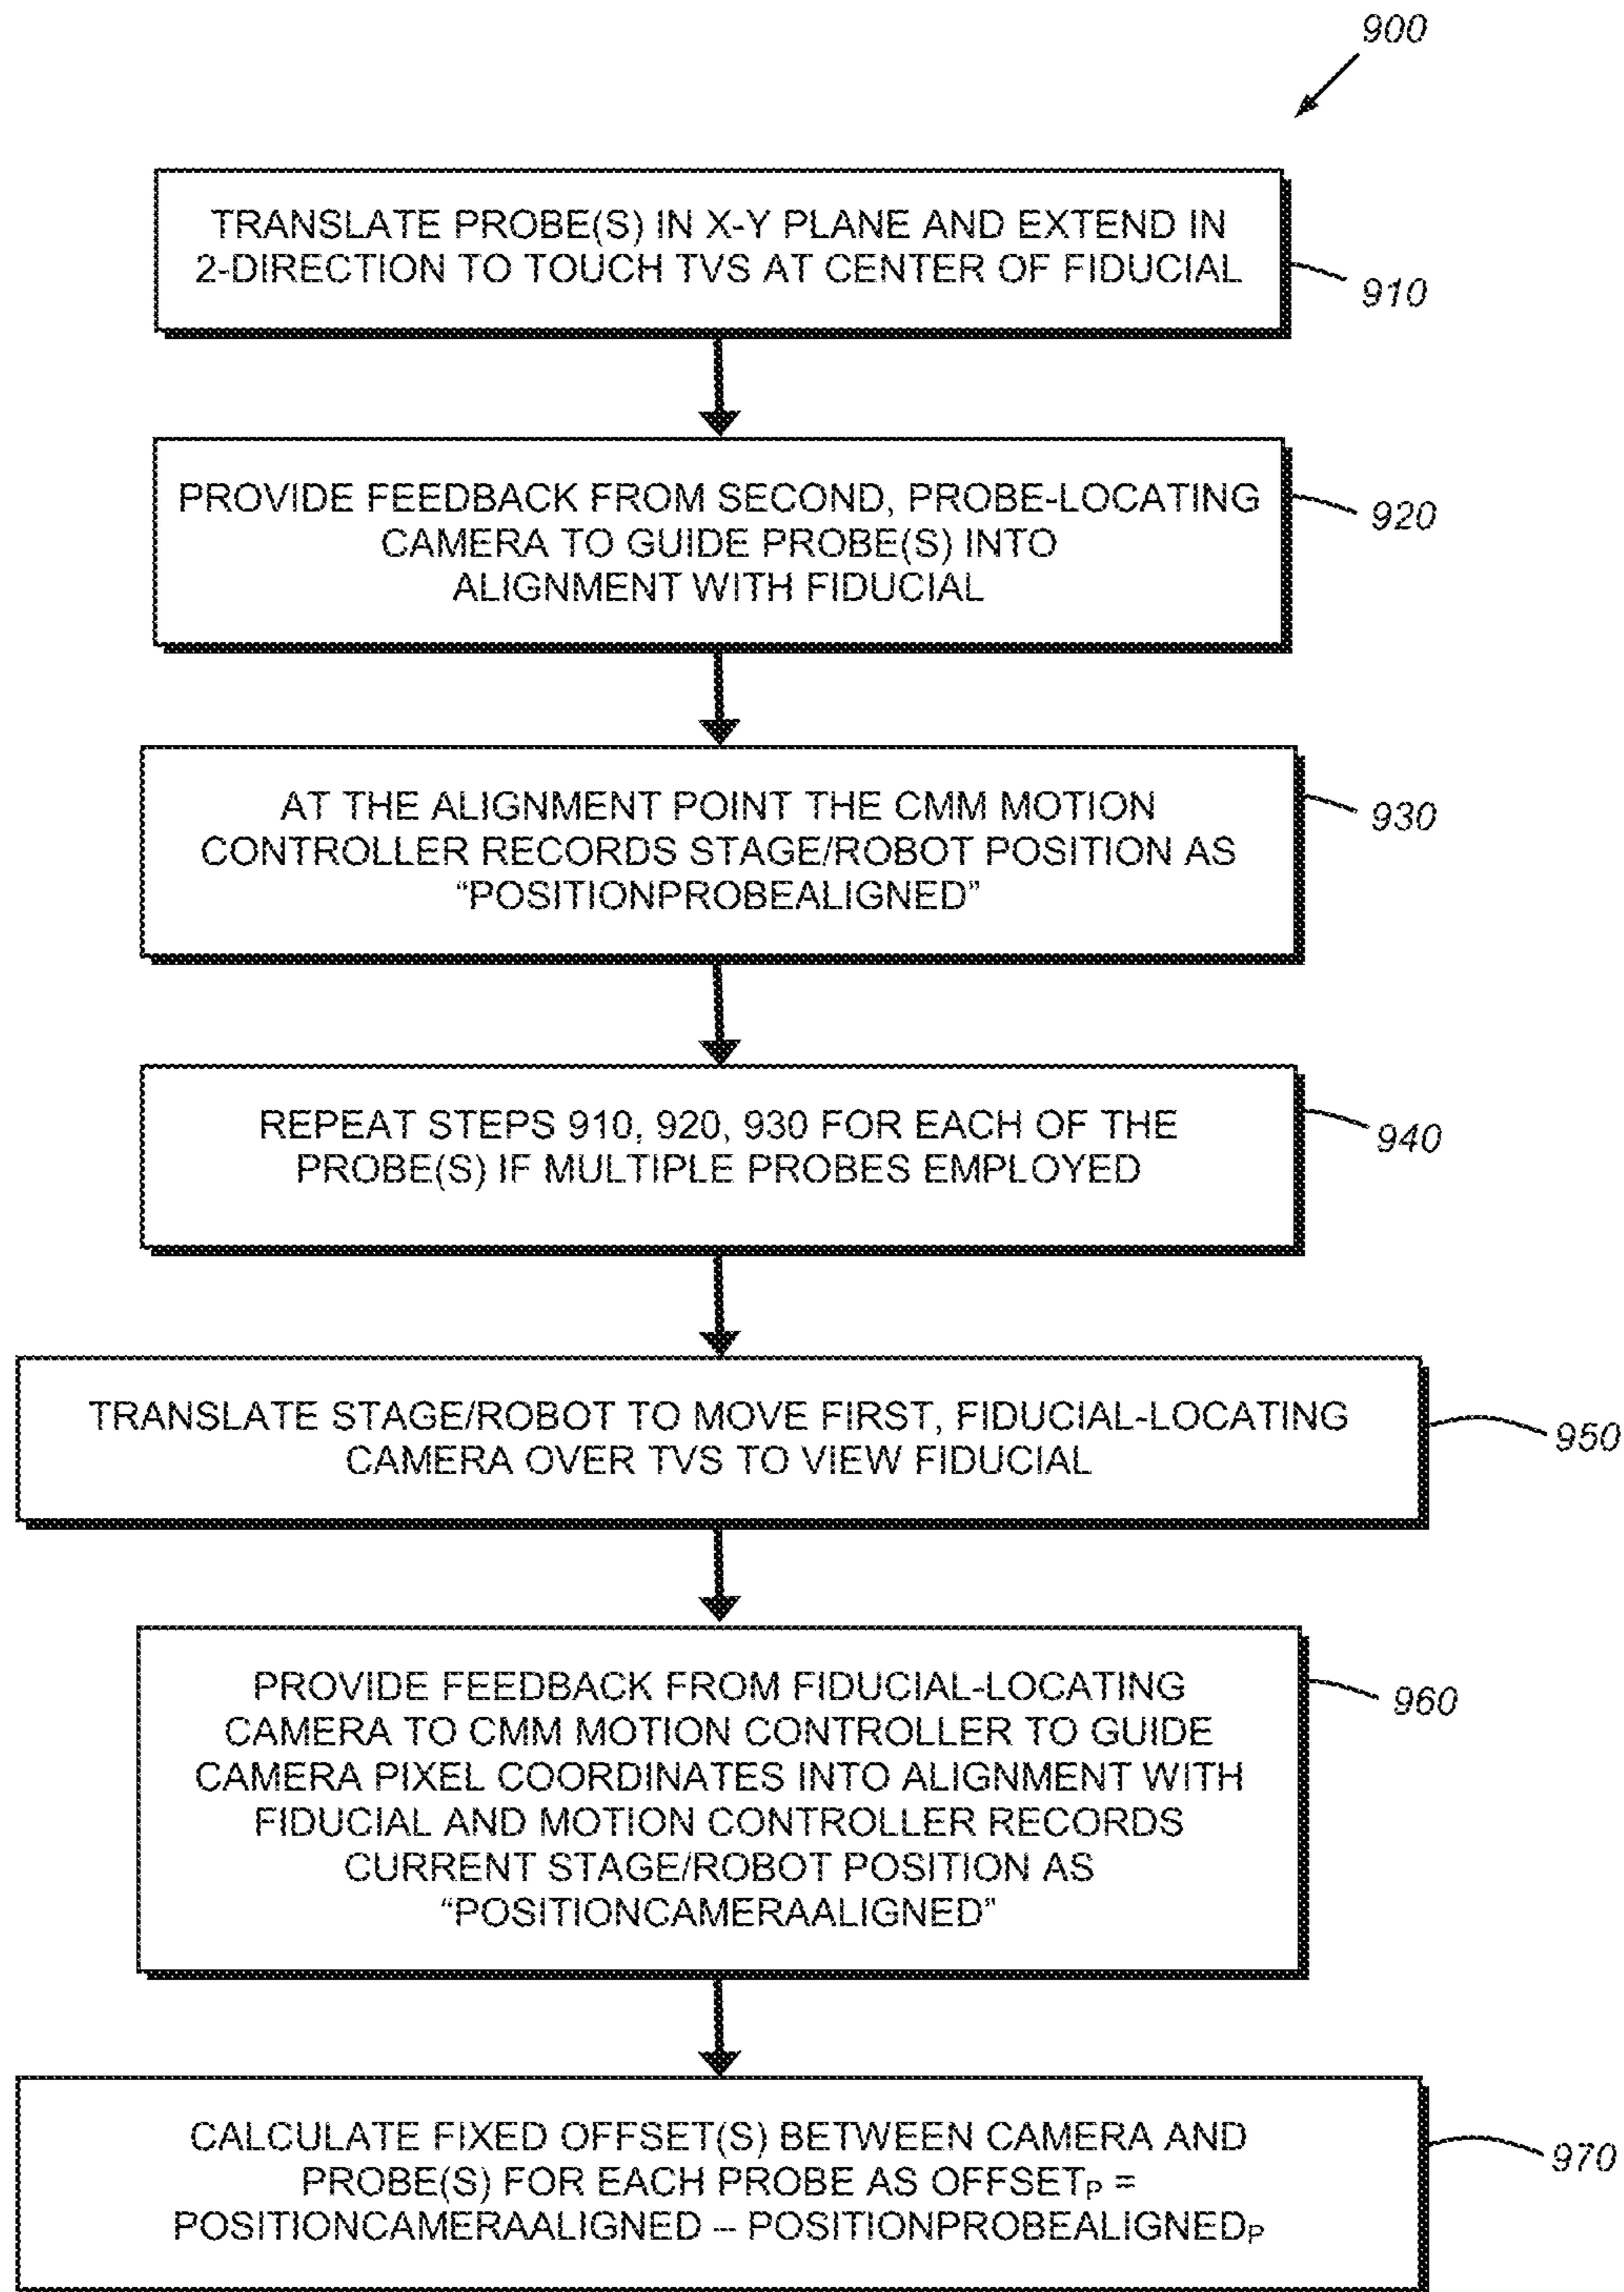 900
TRANSLATE PROBE(S) IN X-Y PLANE AND EXTEND IN
2-DIRECTION TO TOUCH TVS AT CENTER OF FIDUCIAL
910
PROVIDE FEEDBACK FROM SECOND, PROBE-LOCATING
CAMERA TO GUIDE PROBE(S) INTO
ALIGNMENT WITH FIDUCIAL
920
AT THE ALIGNMENT POINT THE CMM MOTION
CONTROLLER RECORDS STAGE/ROBOT POSITION AS
“POSITIONPROBEALIGNED”
930
REPEAT STEPS 910, 920, 930 FOR EACH OF THE
PROBE(S) IF MULTIPLE PROBES EMPLOYED
940
TRANSLATE STAGE/ROBOT TO MOVE FIRST, FIDUCIAL-LOCATING
CAMERA OVER TVS TO VIEW FIDUCIAL
950
PROVIDE FEEDBACK FROM FIDUCIAL-LOCATING
CAMERA TO CMM MOTION CONTROLLER TO GUIDE
CAMERA PIXEL COORDINATES INTO ALIGNMENT WITH
FIDUCIAL AND MOTION CONTROLLER RECORDS
CURRENT STAGE/ROBOT POSITION AS
“POSITIONCAMERAALIGNED”
960
CALCULATE FIXED OFFSET(S) BETWEEN CAMERA AND
PROBE(S) FOR EACH PROBE AS OFFSETP =
POSITIONCAMERAALIGNED – POSITIONPROBEALIGNEDP
970